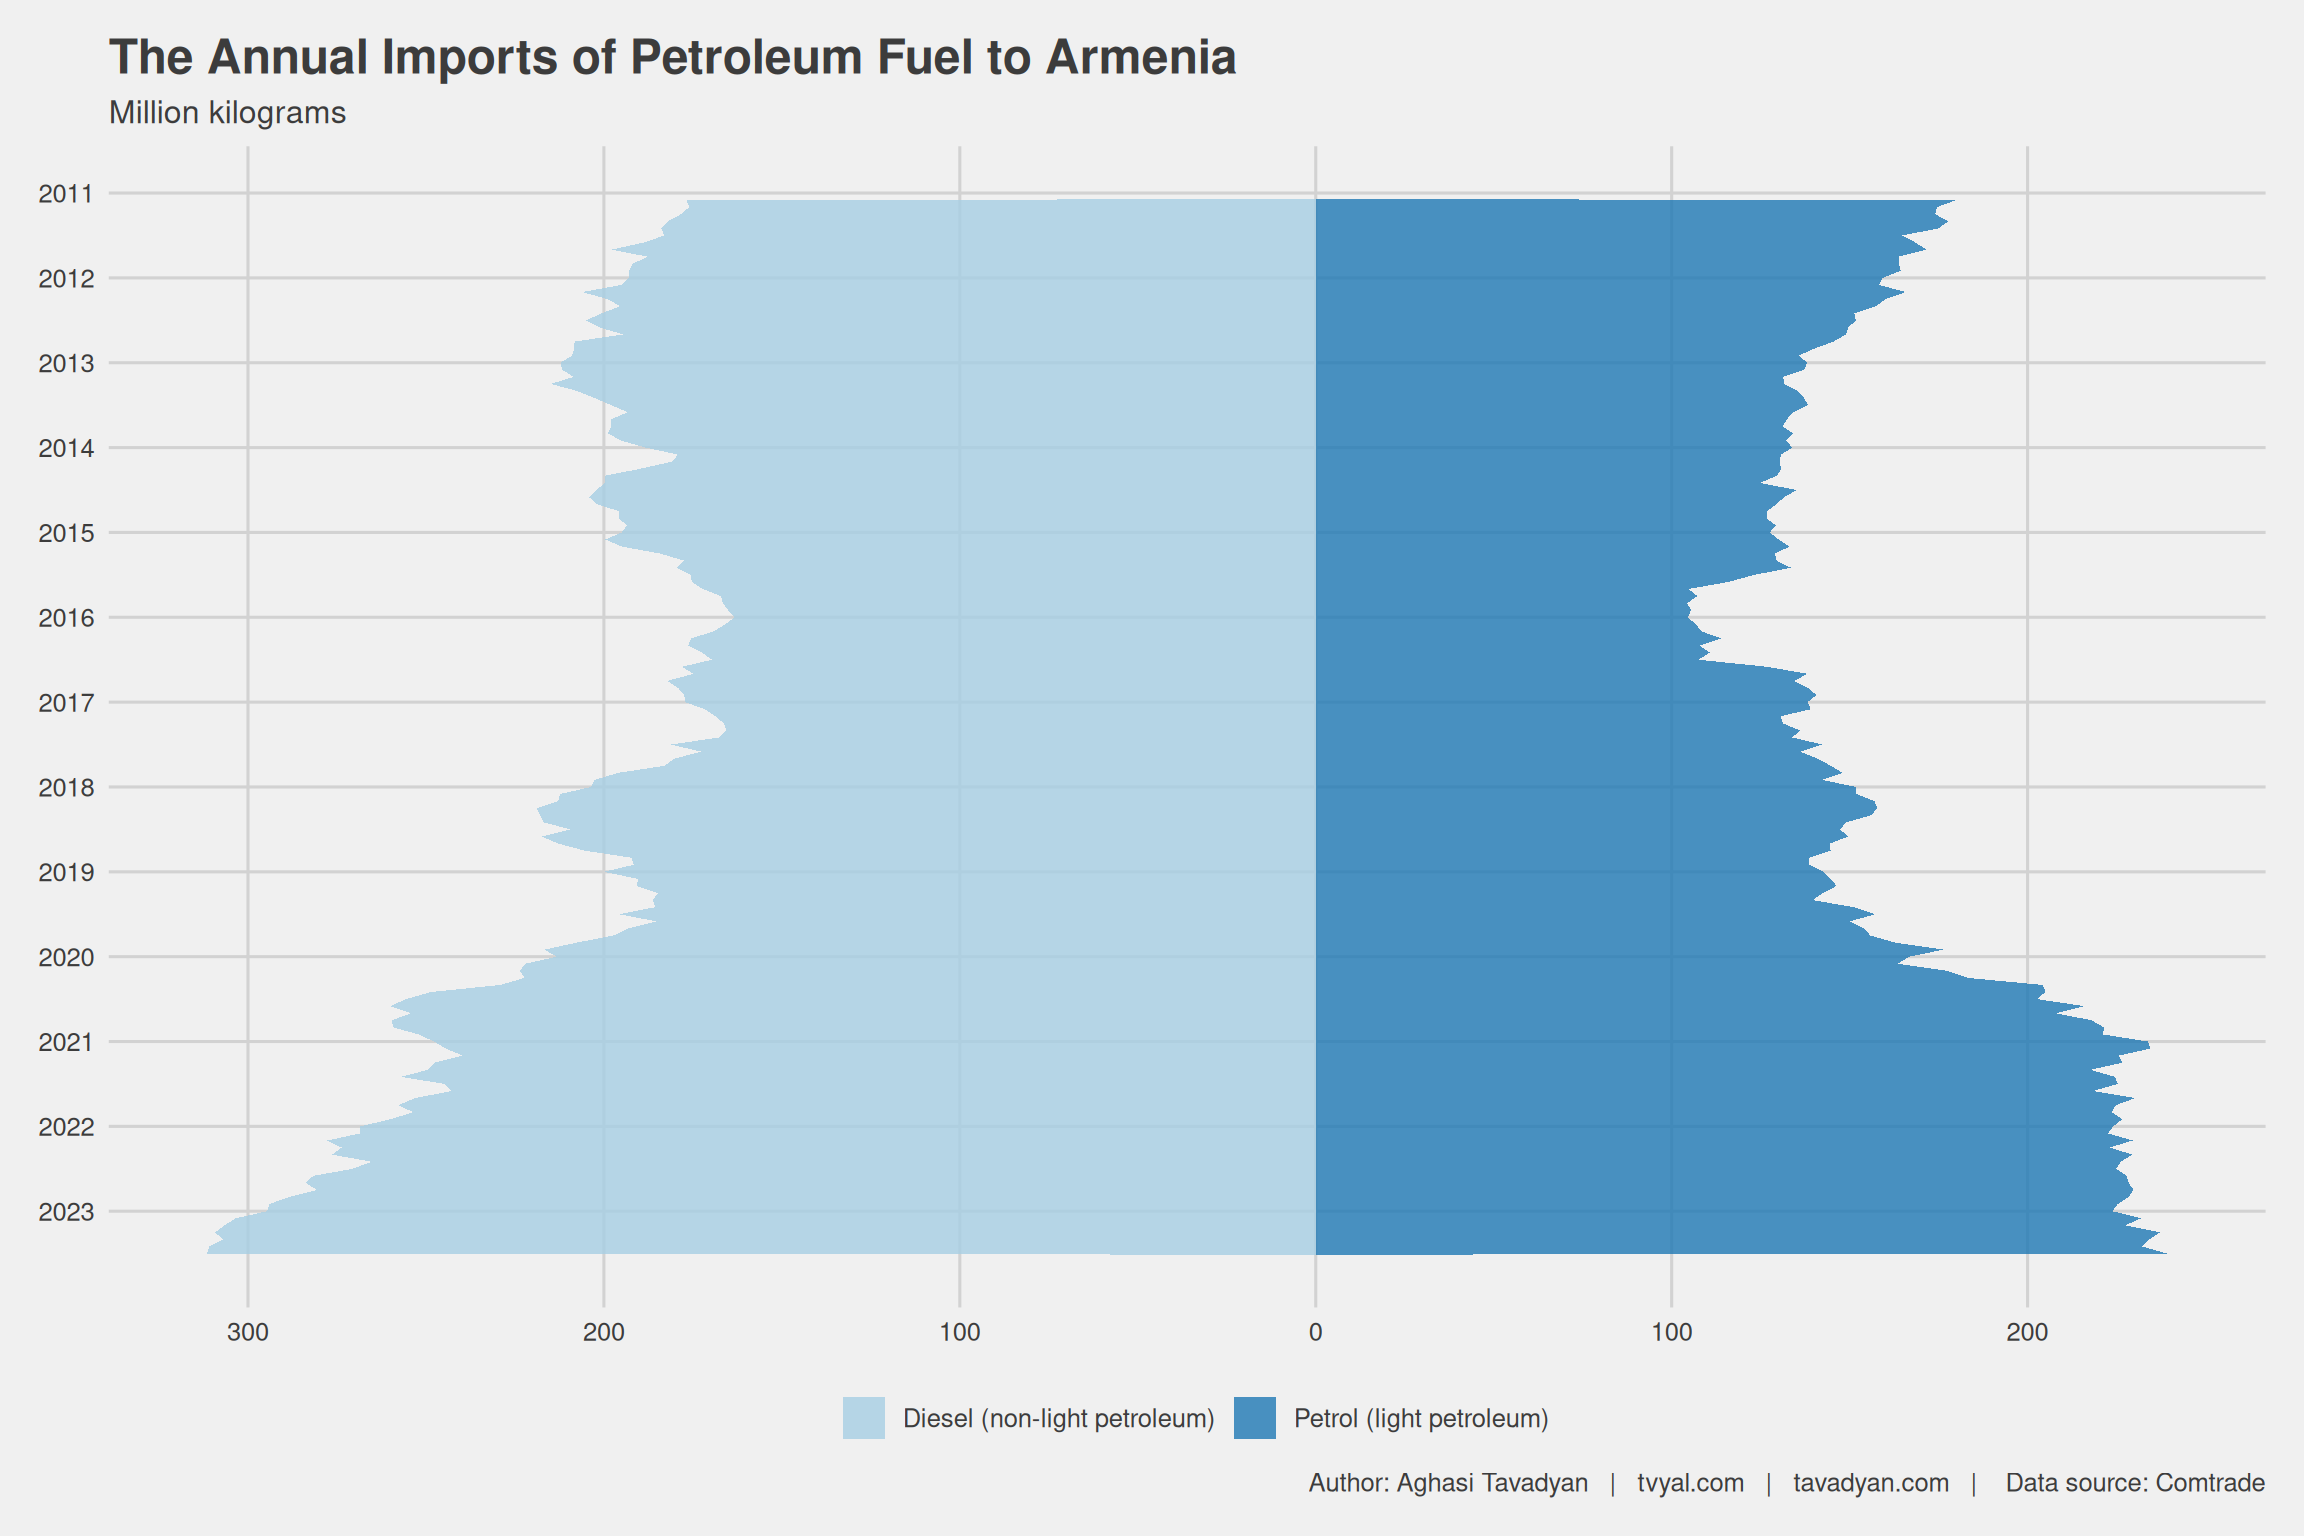 The Annual Imports of Petroleum Fuel to Armenia
Million kilograms
2011
2012
2013
2014
2015
2016
2017
2018
2019
2020
2021
2022
2023
300 200 100 0 100 200
Diesel (non-light petroleum) Petrol (light petroleum)
Author: Aghasi Tavadyan | tvyal.com | tavadyan.com | Data source: Comtrade